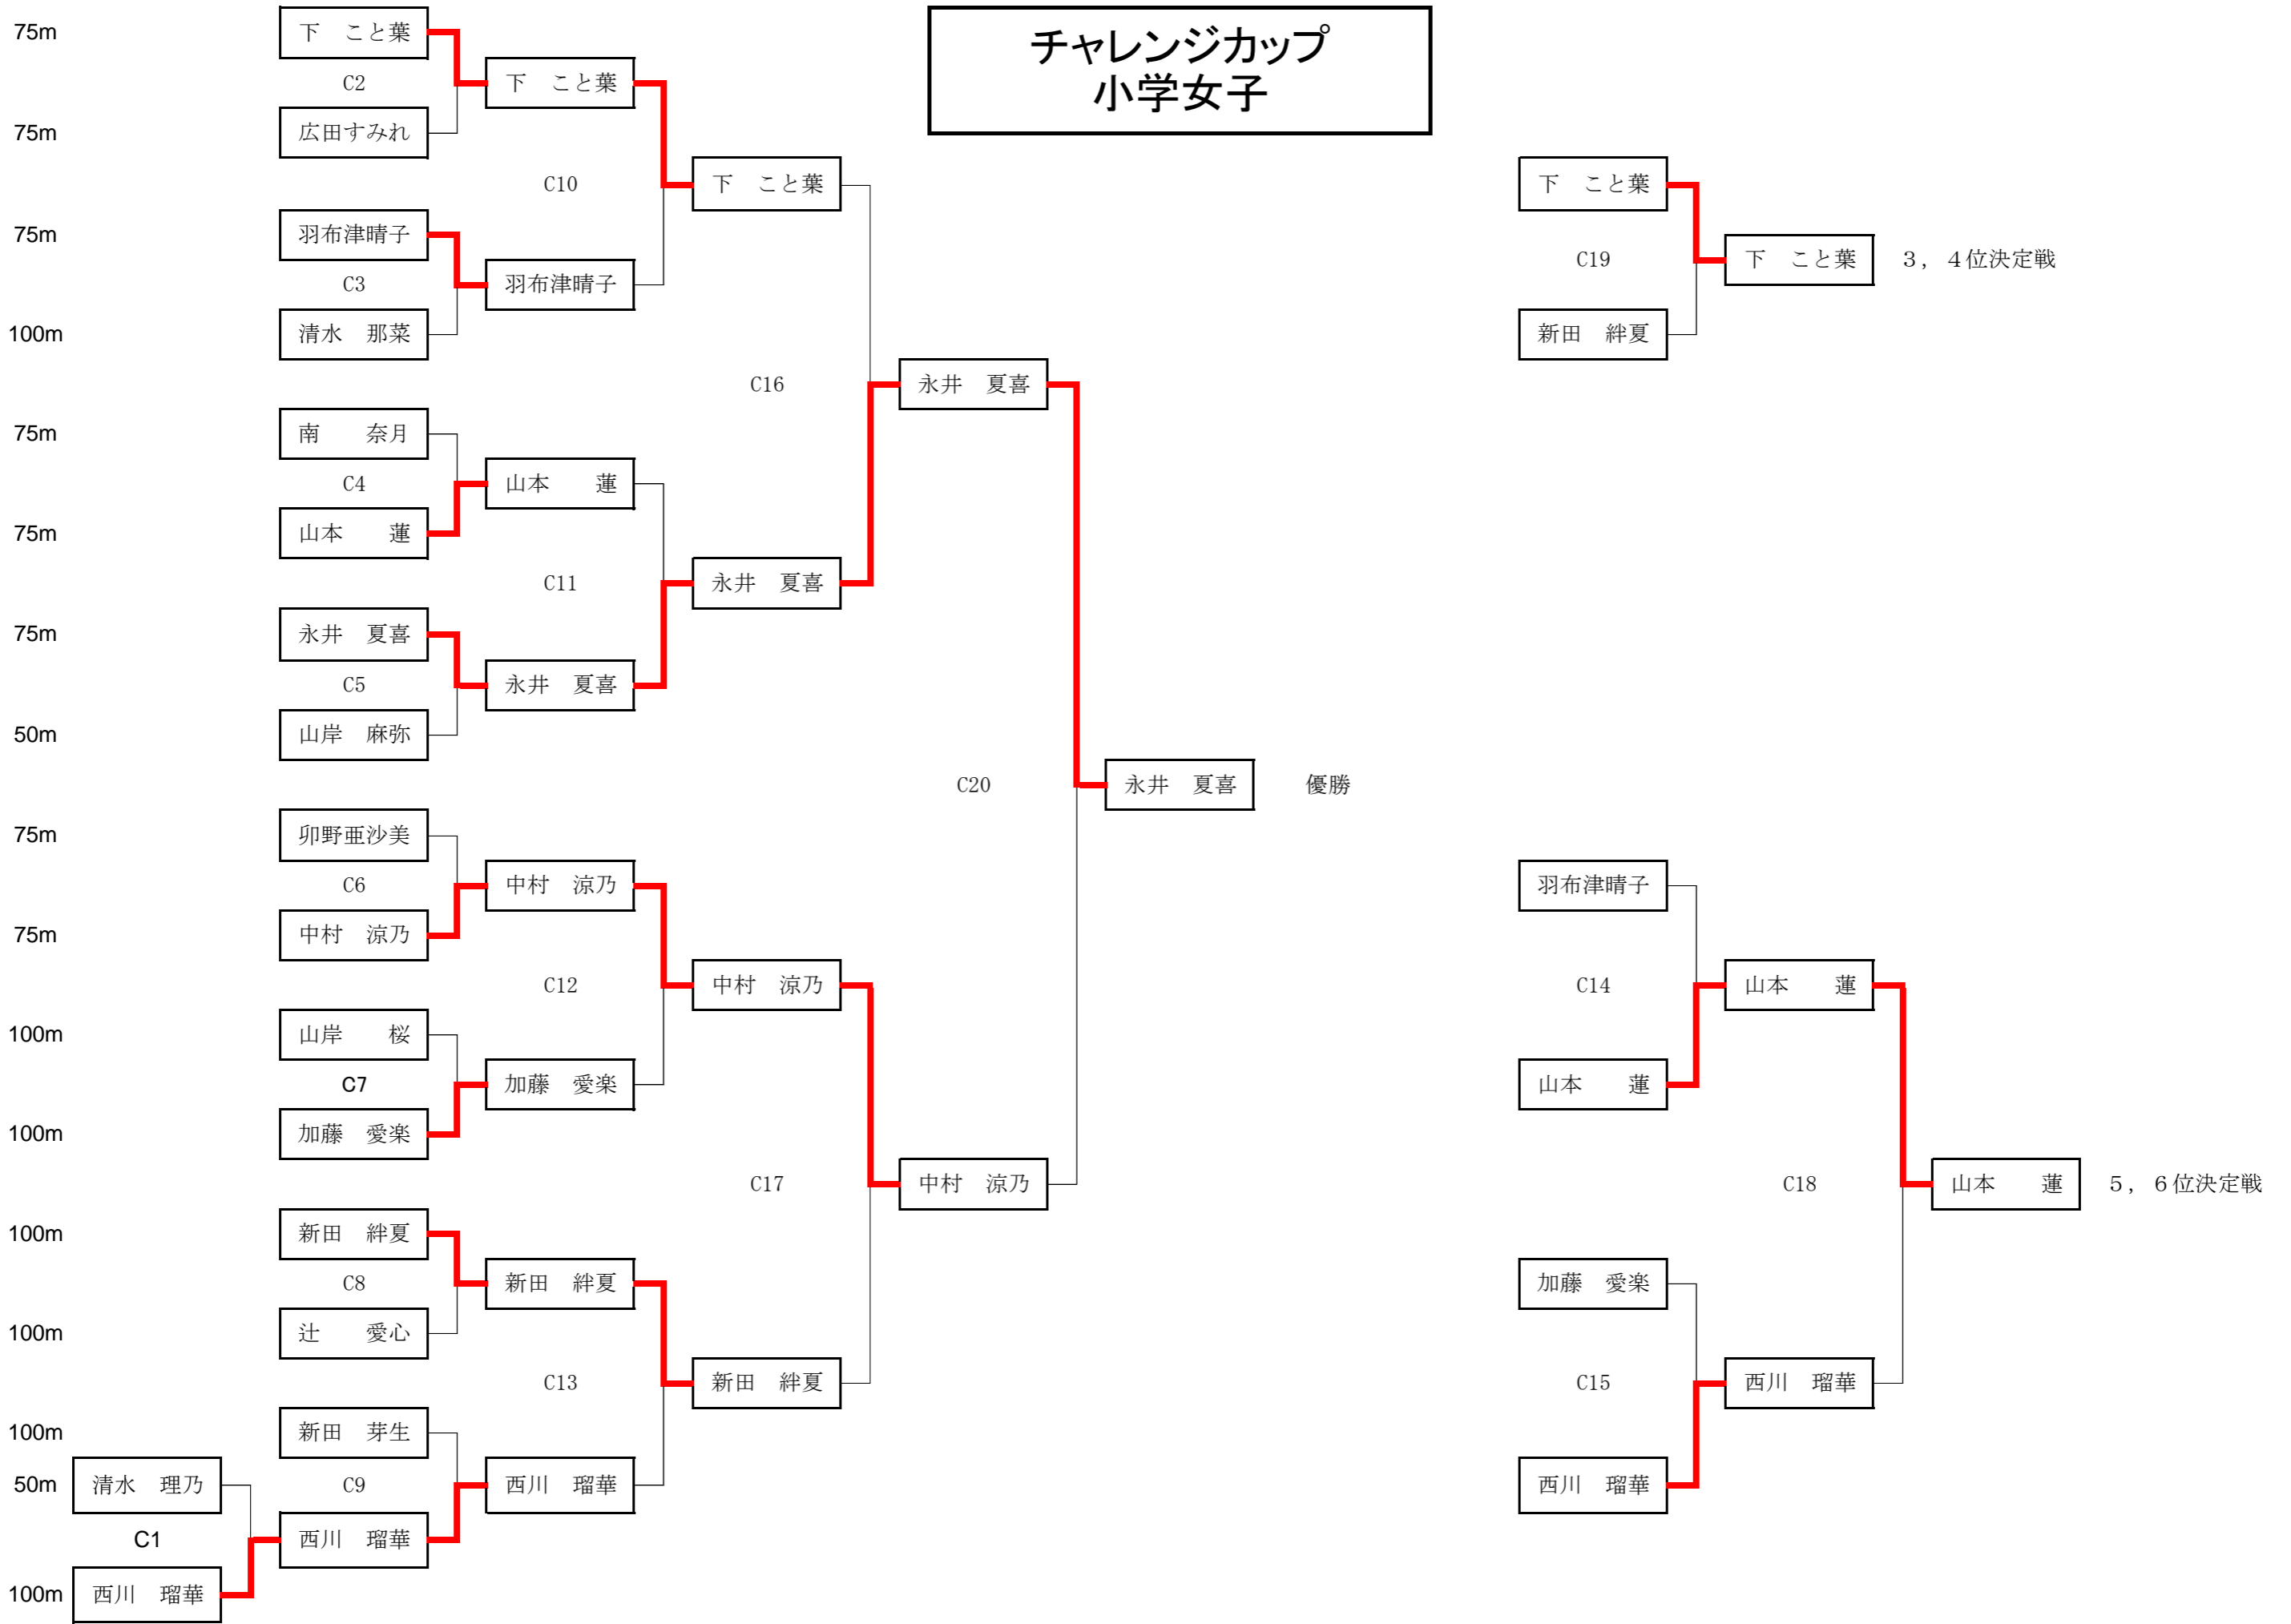 チャレンジカップ
小学女子
75m
下　こと葉
C2
下　こと葉
75m
広田すみれ
C10
下　こと葉
75m
羽布津晴子
C3
羽布津晴子
100m
清水　那菜
C16
永井　夏喜
75m
南　　奈月
C4
山本　　蓮
75m
山本　　蓮
C11
永井　夏喜
75m
永井　夏喜
C5
永井　夏喜
50m
山岸　麻弥
C20
永井　夏喜　優勝
75m
卯野亜沙美
C6
中村　涼乃
75m
中村　涼乃
C12
中村　涼乃
100m
山岸　　桜
C7
加藤　愛楽
100m
加藤　愛楽
C17
中村　涼乃
100m
新田　絆夏
C8
新田　絆夏
100m
辻　　愛心
C13
新田　絆夏
100m
新田　芽生
50m
清水　理乃
C9
西川　瑠華
C1
西川　瑠華
100m
西川　瑠華
下　こと葉
C19
下　こと葉
３，４位決定戦
新田　絆夏
羽布津晴子
C14
山本　　蓮
山本　　蓮
C18
山本　　蓮
５，６位決定戦
加藤　愛楽
C15
西川　瑠華
西川　瑠華